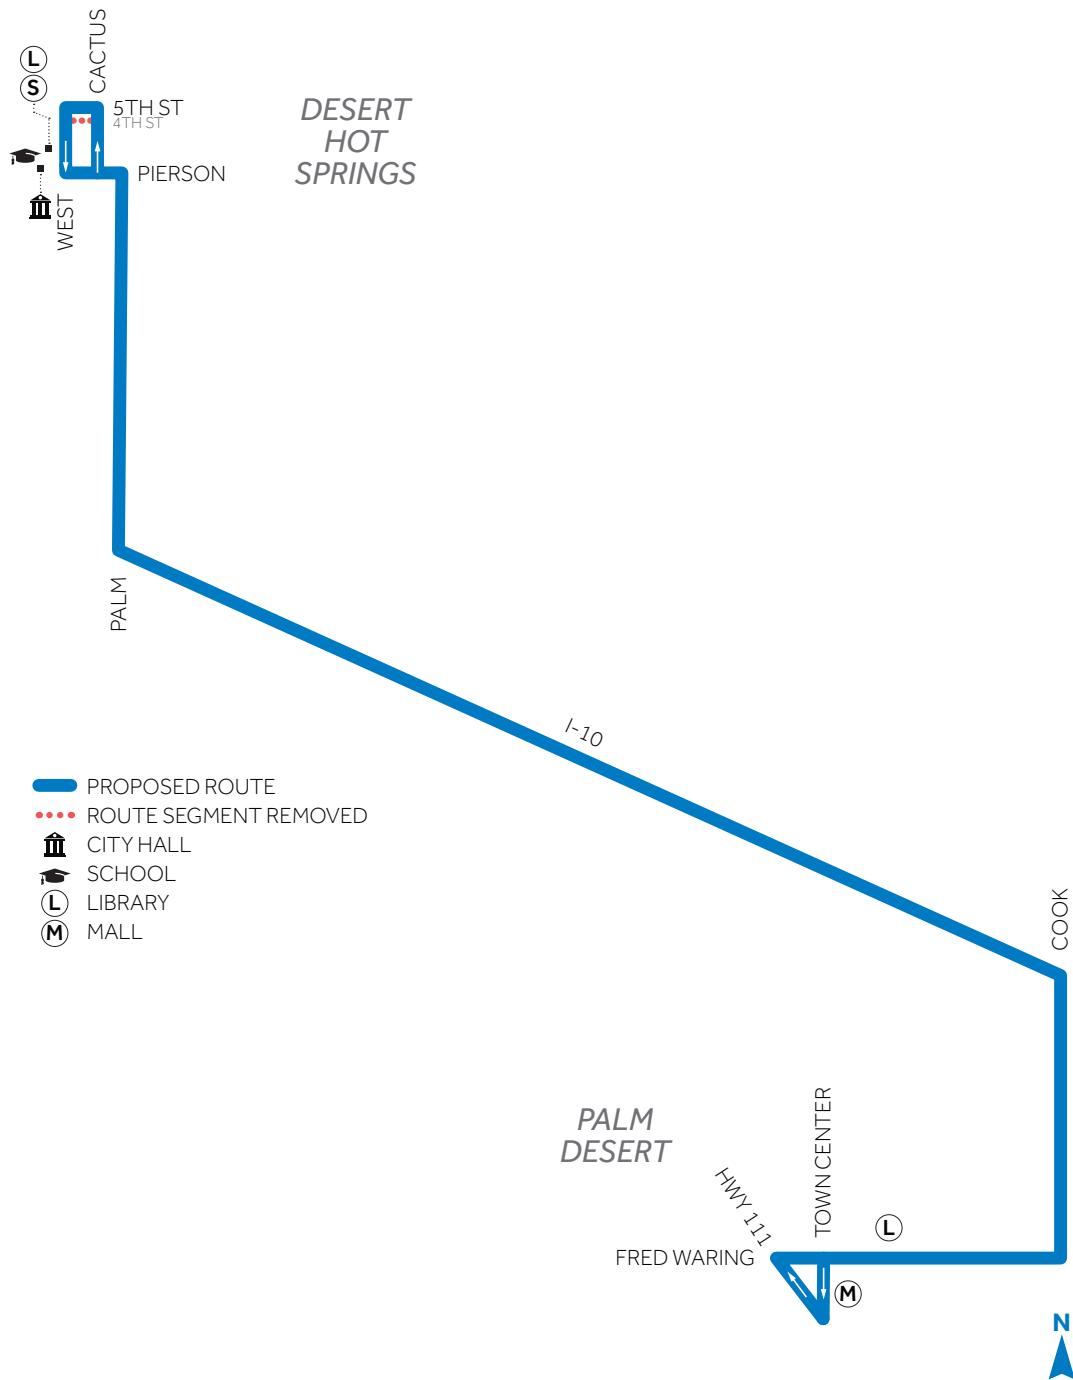 CACTUS
L
S
5TH ST
4TH ST
PIERSON
WEST
DESERT
HOT
SPRINGS
PALM
I-10
PROPOSED ROUTE
ROUTE SEGMENT REMOVED
CITY HALL
SCHOOL
L LIBRARY
M MALL
COOK
PALM
DESERT
HWY 111
TOWN CENTER
L
FRED WARING
M
N